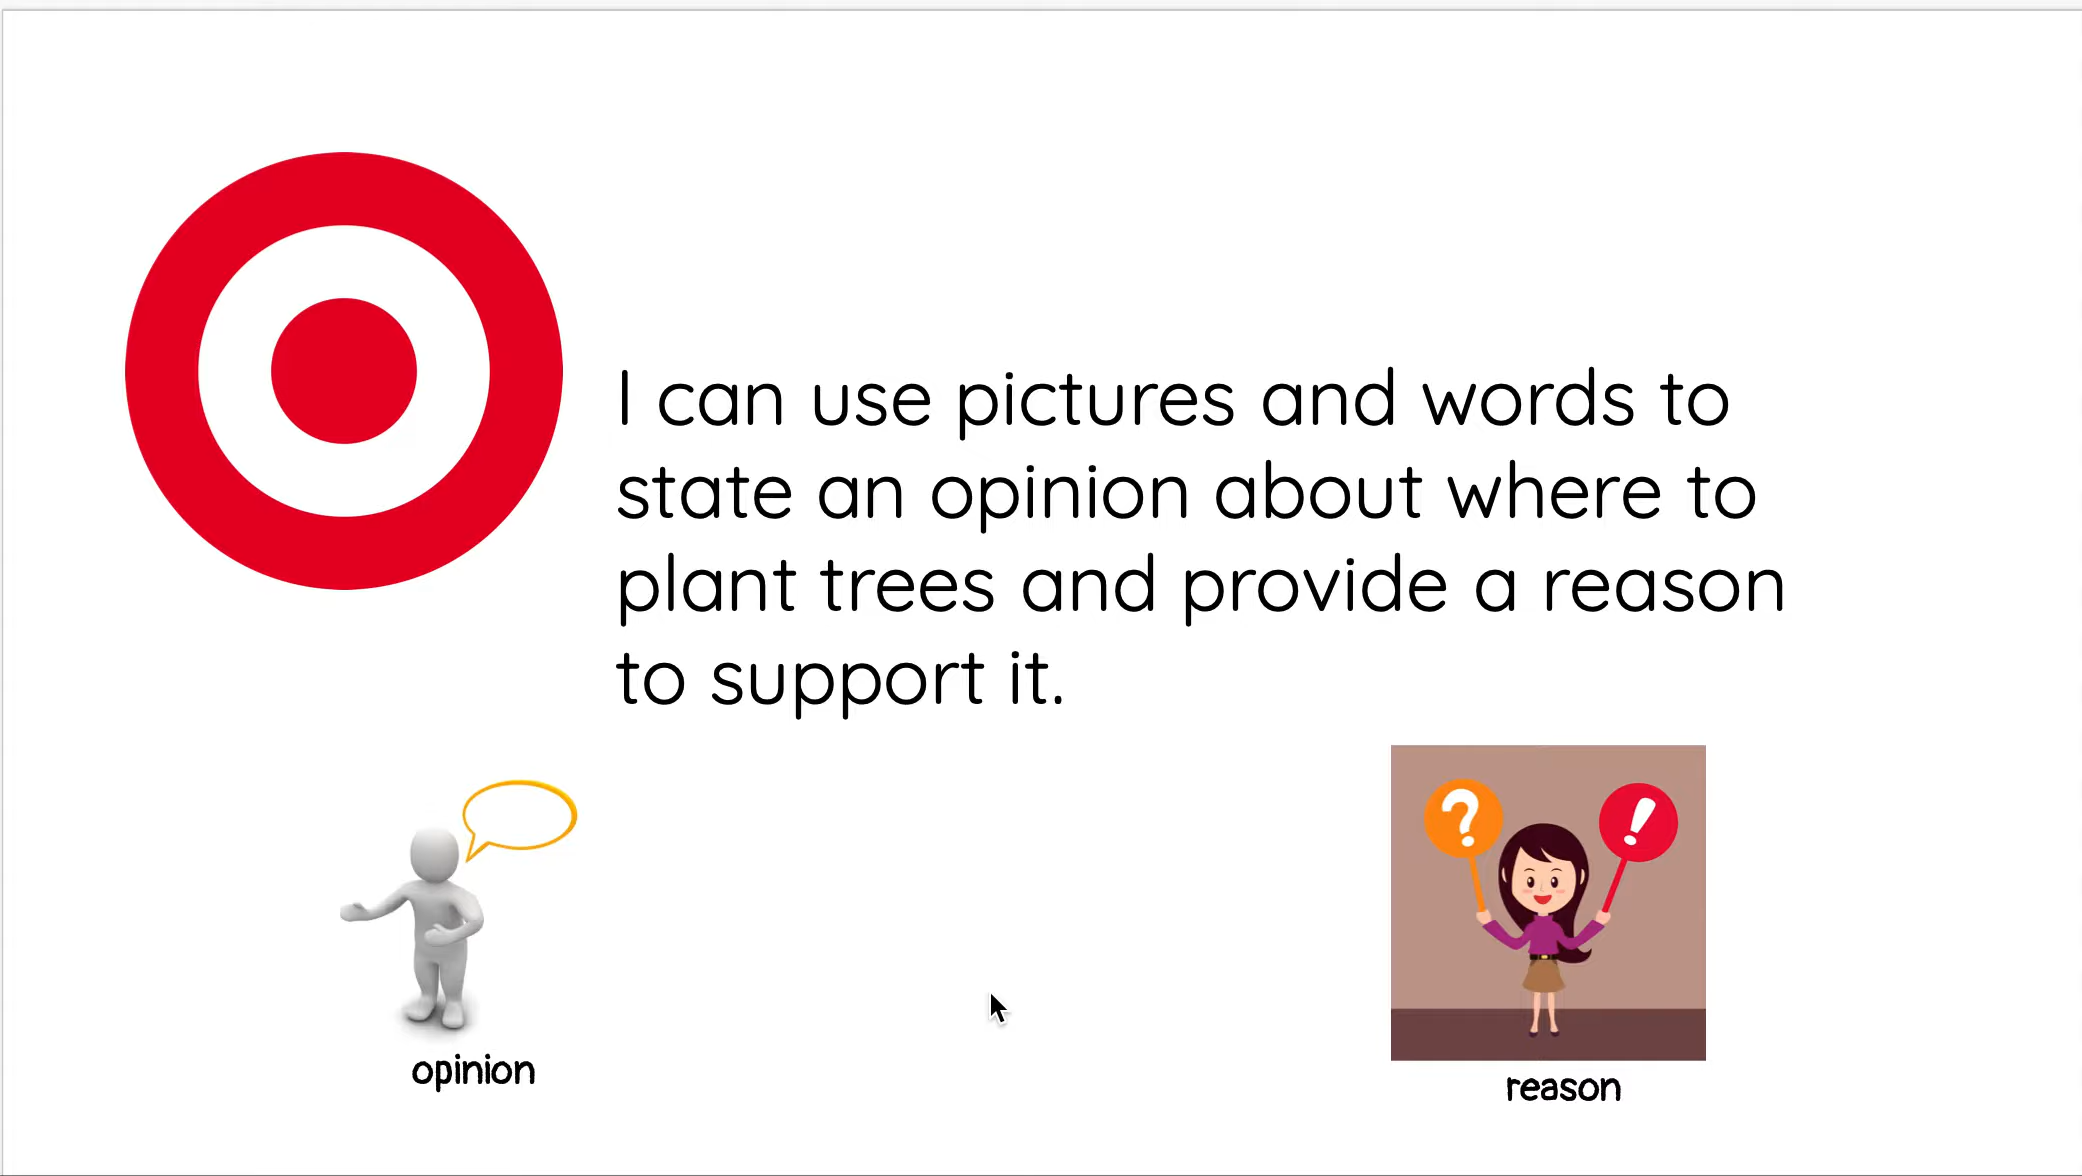 I can use pictures and words to
state an opinion about where to
plant trees and provide a reason
to support it.
?
!
opinion
reason